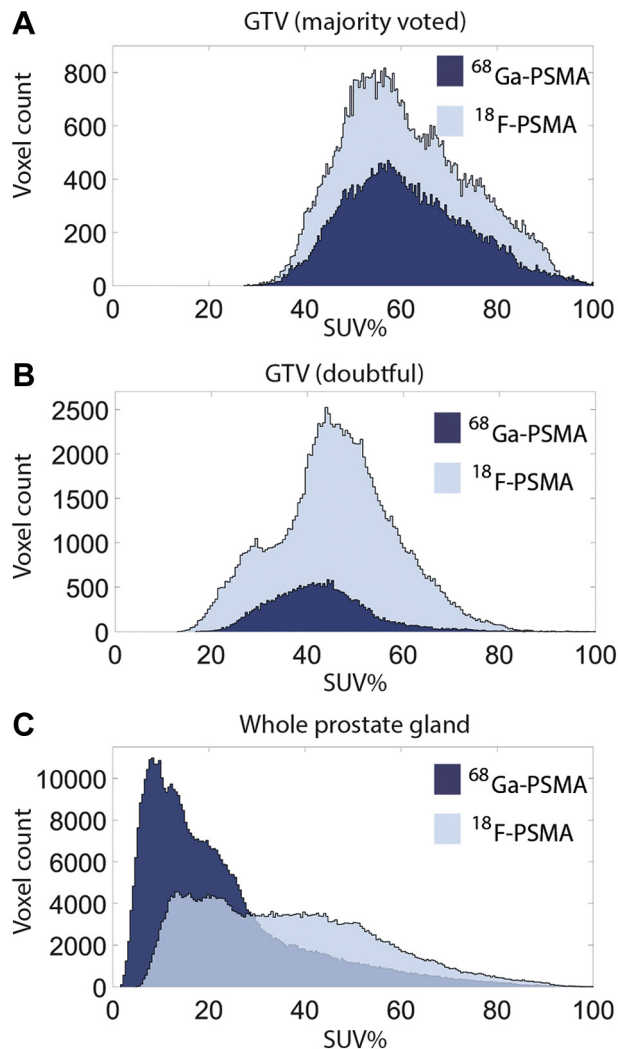 A
GTV (majority voted)
Voxel count
800
600
400
200
0
⁶⁸Ga-PSMA
¹⁸F-PSMA
0 20 40 60 80 100
SUV%
B
GTV (doubtful)
Voxel count
2500
2000
1500
1000
500
0
⁶⁸Ga-PSMA
¹⁸F-PSMA
0 20 40 60 80 100
SUV%
C
Whole prostate gland
Voxel count
10000
8000
6000
4000
2000
0
⁶⁸Ga-PSMA
¹⁸F-PSMA
0 20 40 60 80 100
SUV%